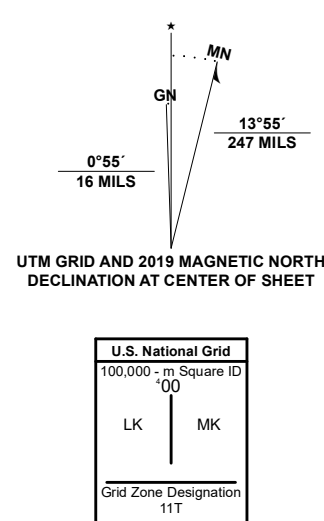 ★
MN
GN
13°55´
247 MILS
0°55´
16 MILS
UTM GRID AND 2019 MAGNETIC NORTH
DECLINATION AT CENTER OF SHEET
U.S. National Grid
100,000 - m Square ID
⁴00
LK MK
Grid Zone Designation
11T